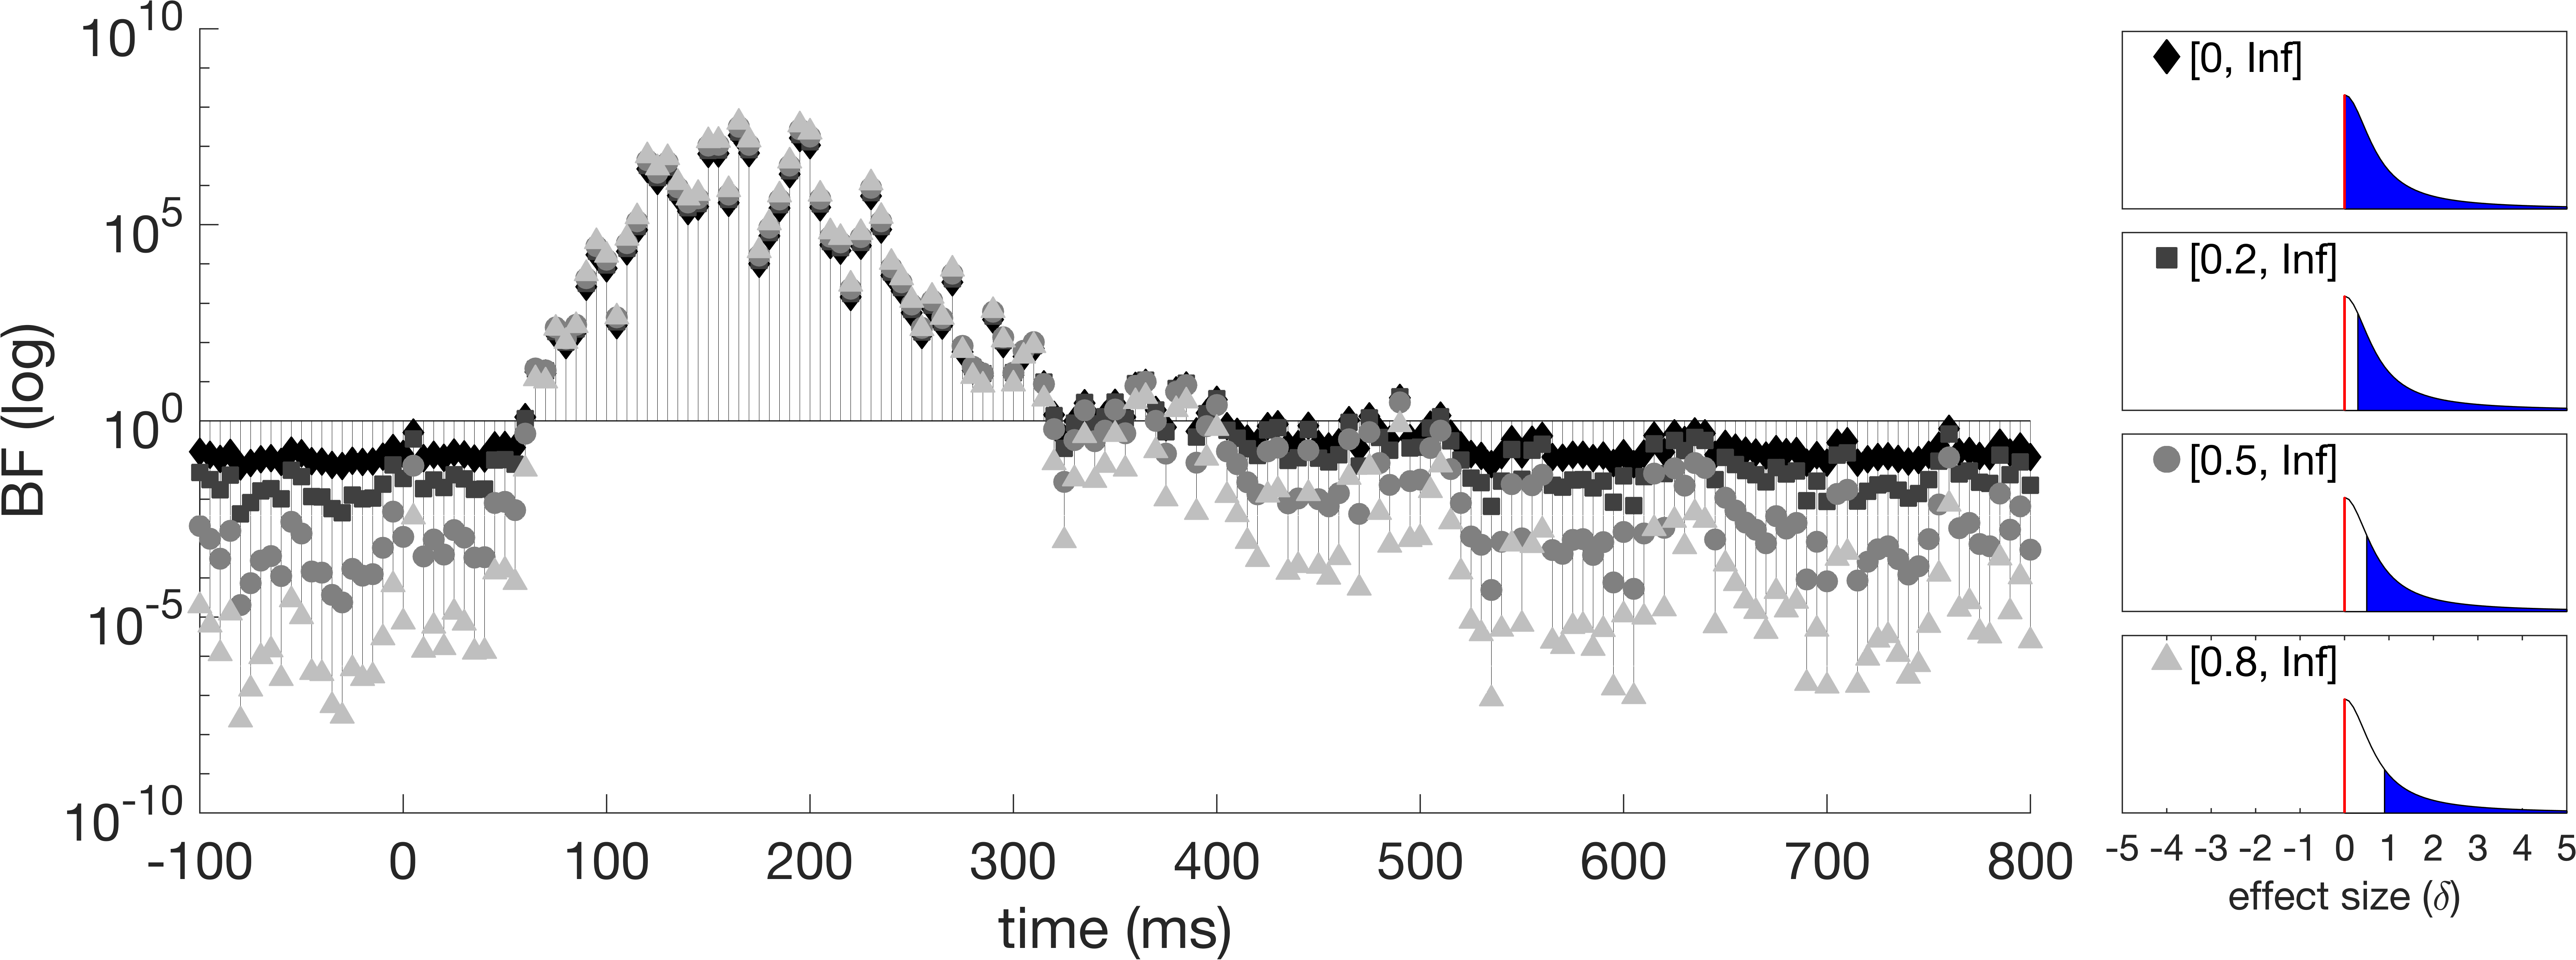 BF (log)
10^10
10^5
10^0
10^-5
10^-10
-100 0 100 200 300 400 500 600 700 800
time (ms)
[0, Inf]
[0.2, Inf]
[0.5, Inf]
[0.8, Inf]
-5 -4 -3 -2 -1 0 1 2 3 4 5
effect size (δ)